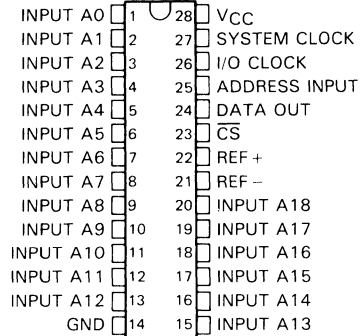 INPUT A0 1 28 VCC
INPUT A1 2 27 SYSTEM CLOCK
INPUT A2 3 26 I/O CLOCK
INPUT A3 4 25 ADDRESS INPUT
INPUT A4 5 24 DATA OUT
INPUT A5 6 23 C̅S̅
INPUT A6 7 22 REF +
INPUT A7 8 21 REF −
INPUT A8 9 20 INPUT A18
INPUT A9 10 19 INPUT A17
INPUT A10 11 18 INPUT A16
INPUT A11 12 17 INPUT A15
INPUT A12 13 16 INPUT A14
GND 14 15 INPUT A13